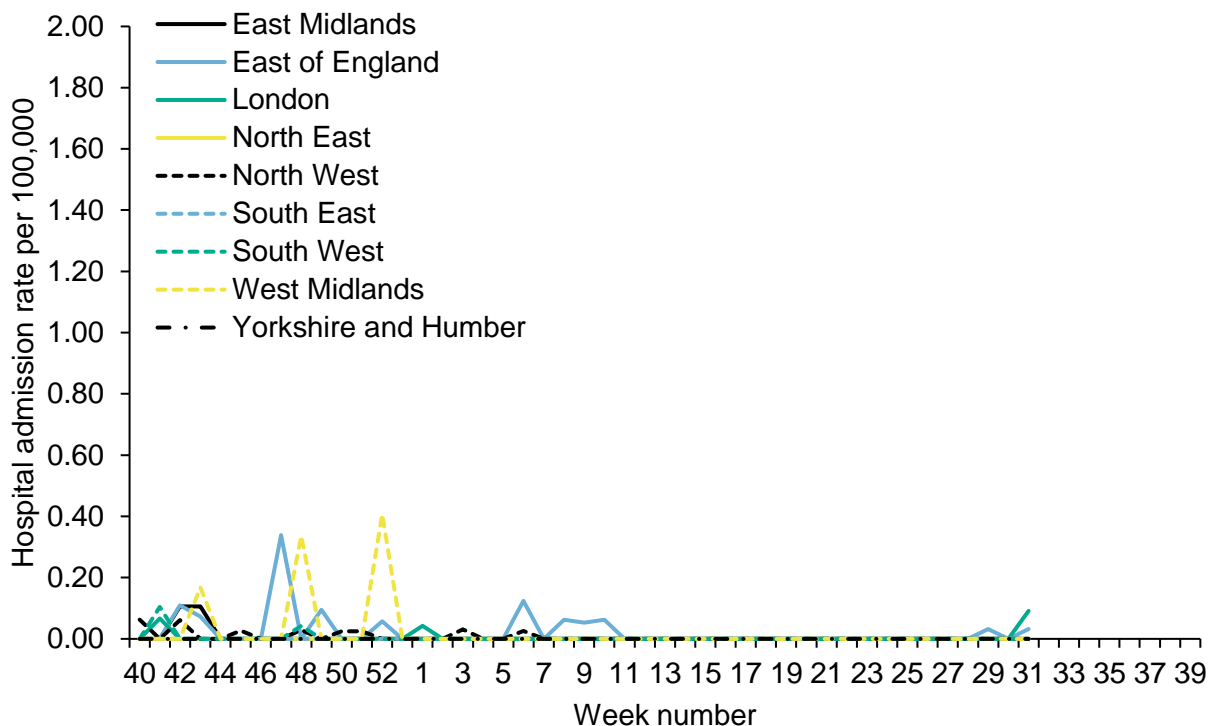 Hospital admission rate per 100,000
2.00
1.80
1.60
1.40
1.20
1.00
0.80
0.60
0.40
0.20
0.00
East Midlands
East of England
London
North East
North West
South East
South West
West Midlands
Yorkshire and Humber
40 42 44 46 48 50 52 1 3 5 7 9 11 13 15 17 19 21 23 25 27 29 31 33 35 37 39
Week number